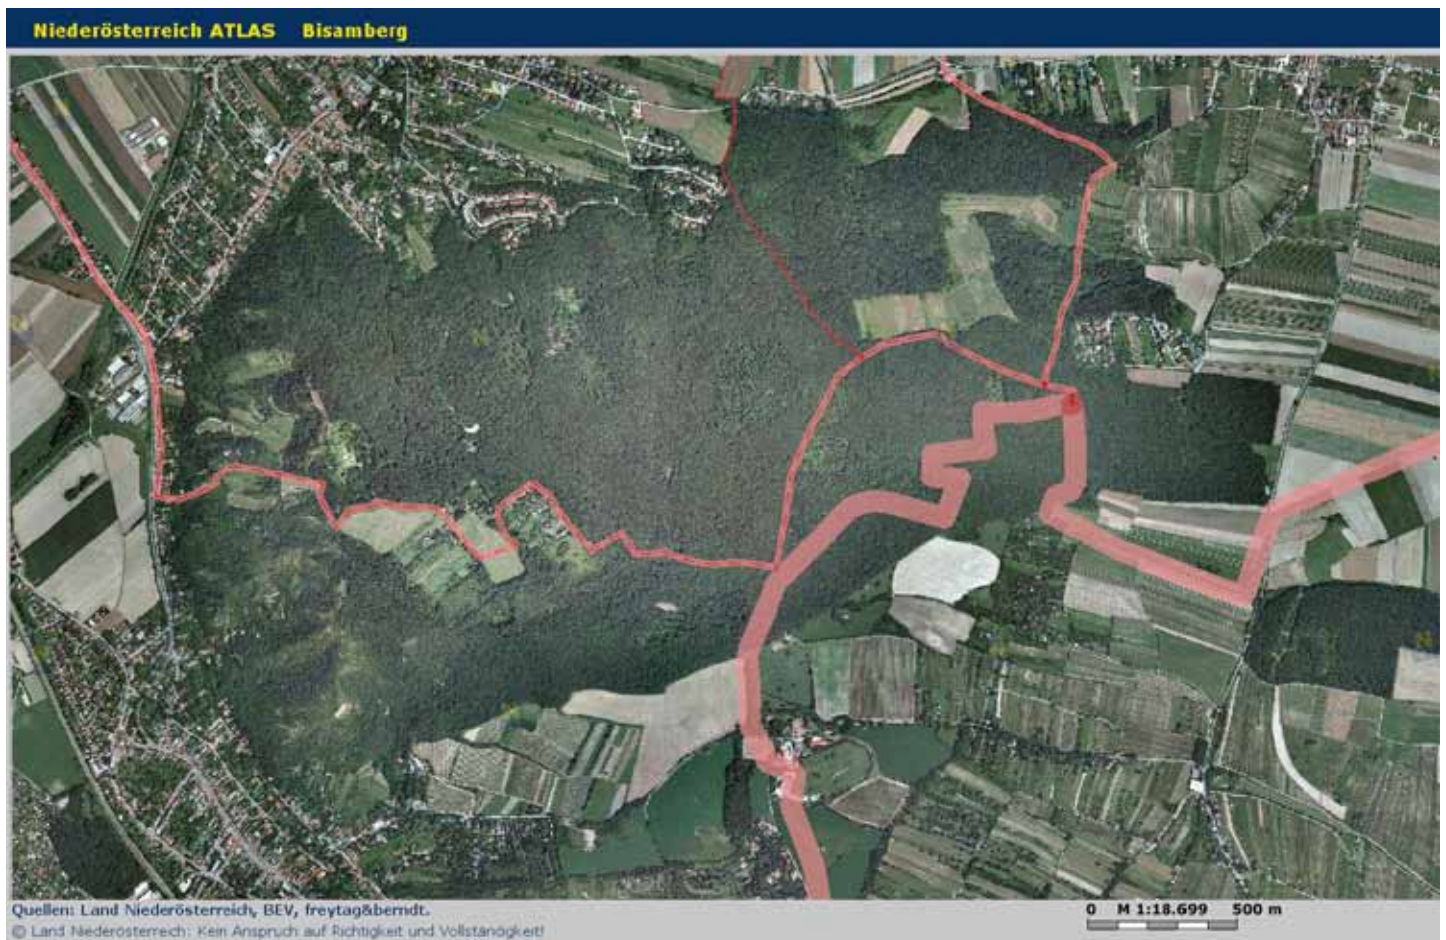 Niederösterreich ATLAS Bisamberg
Quellen: Land Niederösterreich, BEV, freytag&berndt.
0 M 1:18.699 500 m
© Land Niederösterreich: Kein Anspruch auf Richtigkeit und Vollständigkeit!